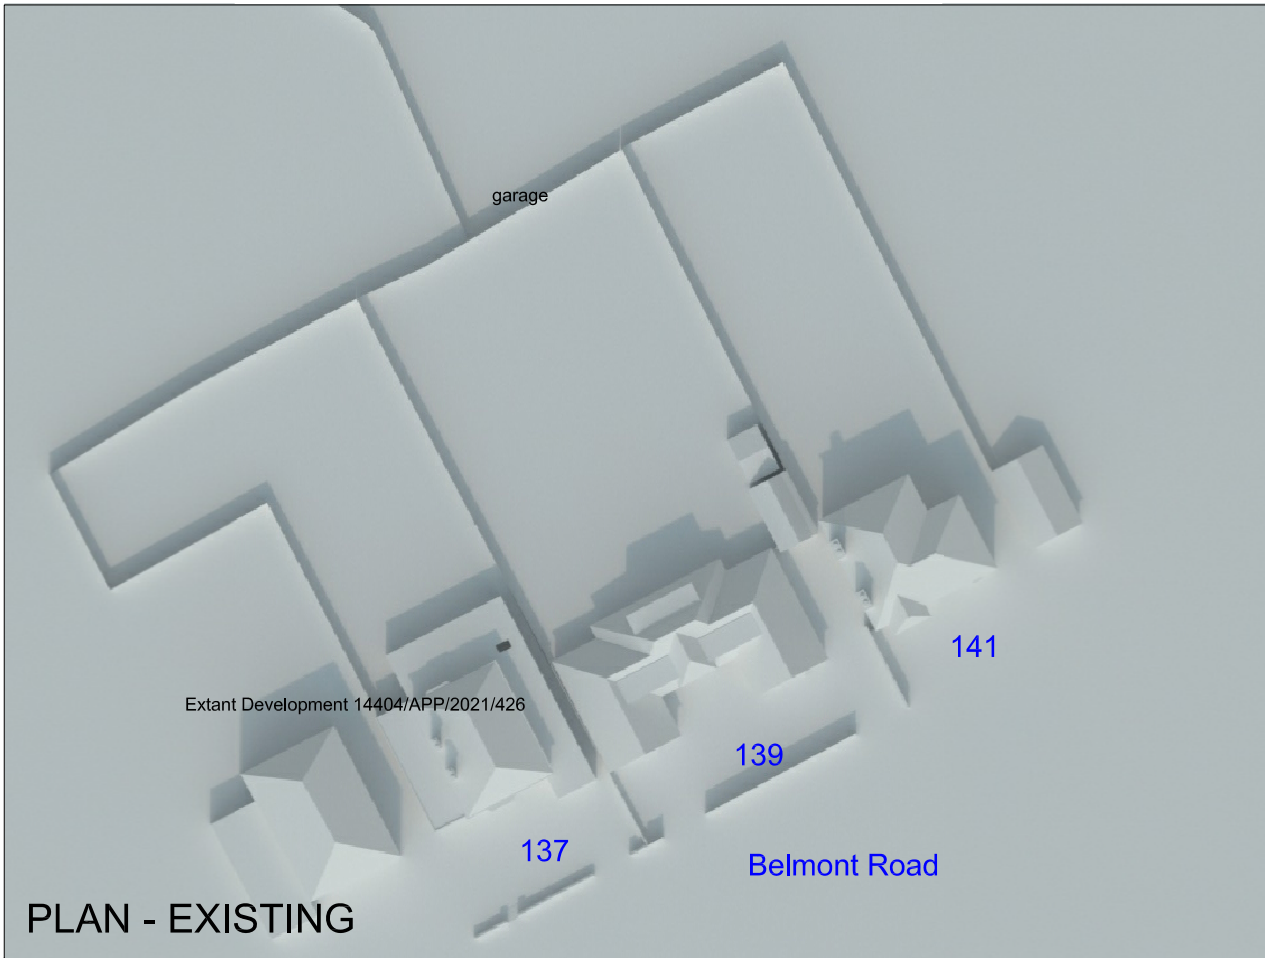 garage
141
Extant Development 14404/APP/2021/426
139
137
Belmont Road
PLAN - EXISTING